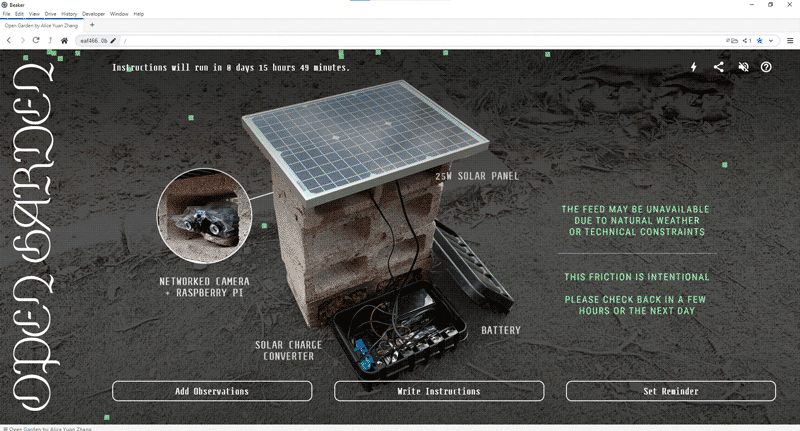 Beaker
File Edit View Drive History Developer Window Help
Open Garden by Alice Yuan Zhang
eaf466..0b
/
1
Instructions will run in 0 days 15 hours 49 minutes.
OPEN GARDEN
25W SOLAR PANEL
NETWORKED CAMERA
+ RASPBERRY PI
THE FEED MAY BE UNAVAILABLE
DUE TO NATURAL WEATHER
OR TECHNICAL CONSTRAINTS
THIS FRICTION IS INTENTIONAL
PLEASE CHECK BACK IN A FEW
HOURS OR THE NEXT DAY
BATTERY
SOLAR CHARGE
CONVERTER
Add Observations
Write Instructions
Set Reminder
Open Garden by Alice Yuan Zhang